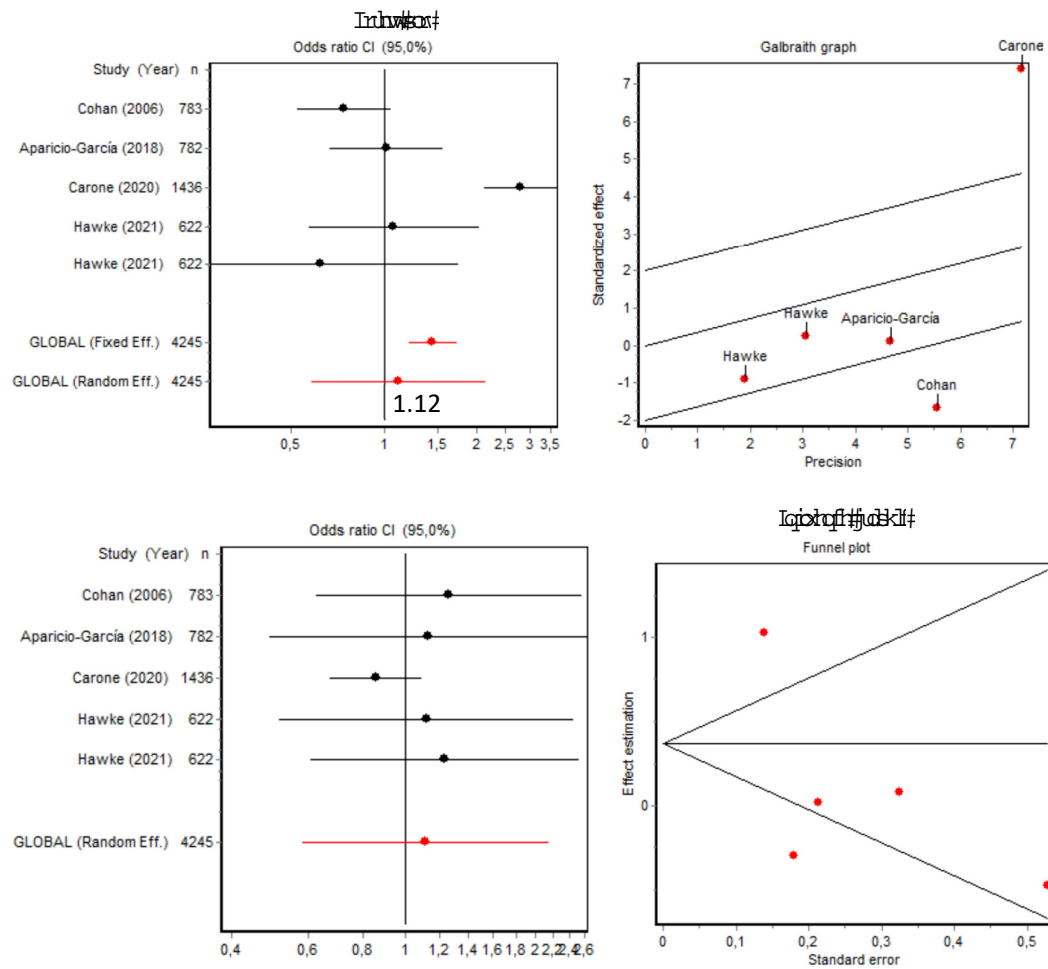 Odds ratio CI (95,0%)
Study (Year) n
Cohan (2006) 783
Aparicio-García (2018) 782
Carone (2020) 1436
Hawke (2021) 622
Hawke (2021) 622
GLOBAL (Fixed Eff.) 4245
GLOBAL (Random Eff.) 4245
1.12
0,5 1 1,5 2 2,5 3 3,5
Galbraith graph
Carone
Standardized effect
7
6
5
4
3
2
1
0
-1
-2
Hawke
Aparicio-García
Hawke
Cohan
0 1 2 3 4 5 6 7
Precision
Odds ratio CI (95,0%)
Study (Year) n
Cohan (2006) 783
Aparicio-García (2018) 782
Carone (2020) 1436
Hawke (2021) 622
Hawke (2021) 622
GLOBAL (Random Eff.) 4245
0,4 0,6 0,8 1 1,2 1,4 1,6 1,8 2 2,2 2,4 2,6
Funnel plot
Effect estimation
1
0
0 0,1 0,2 0,3 0,4 0,5
Standard error